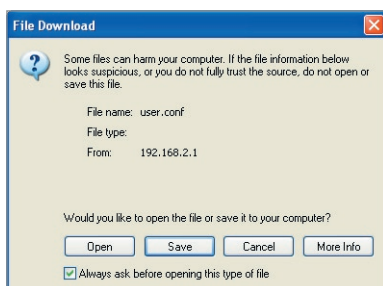 File Download
Some files can harm your computer. If the file information below
looks suspicious, or you do not fully trust the source, do not open or
save this file.
File name: user.conf
File type:
From: 192.168.2.1
Would you like to open the file or save it to your computer?
Open Save Cancel More Info
Always ask before opening this type of file